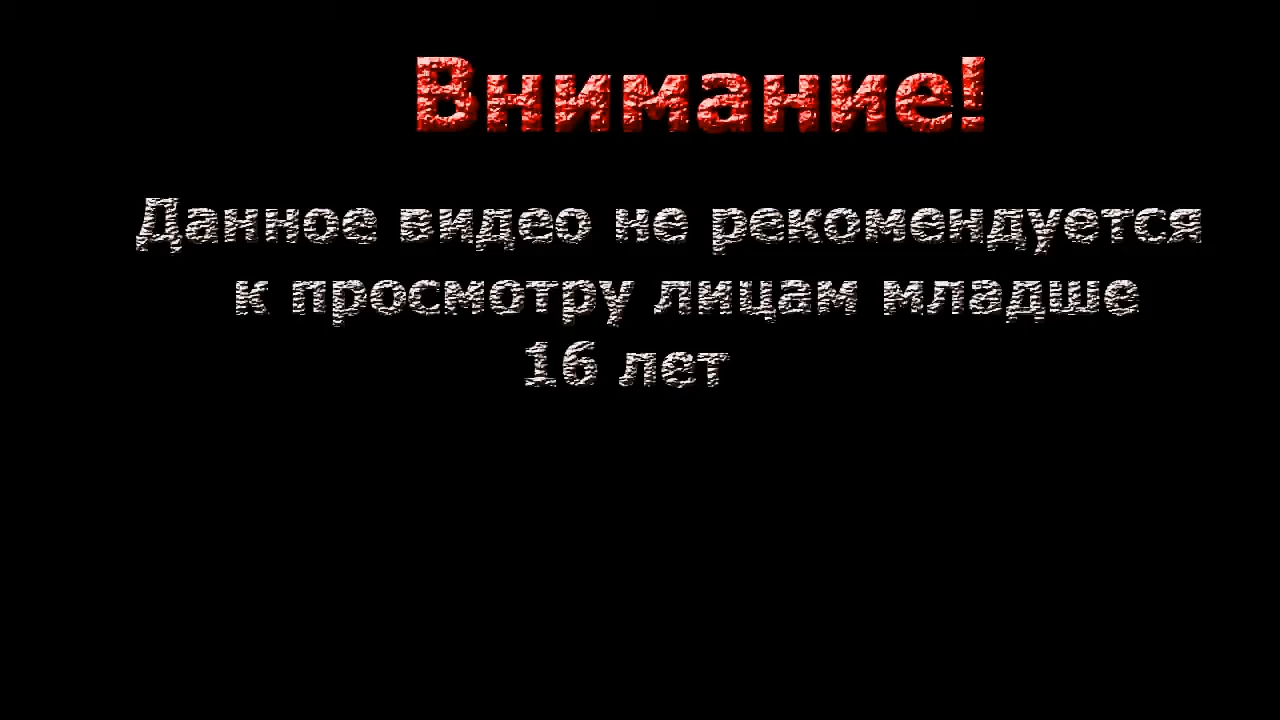 Внимание!
Данное видео не рекомендуется
к просмотру лицам младше
16 лет